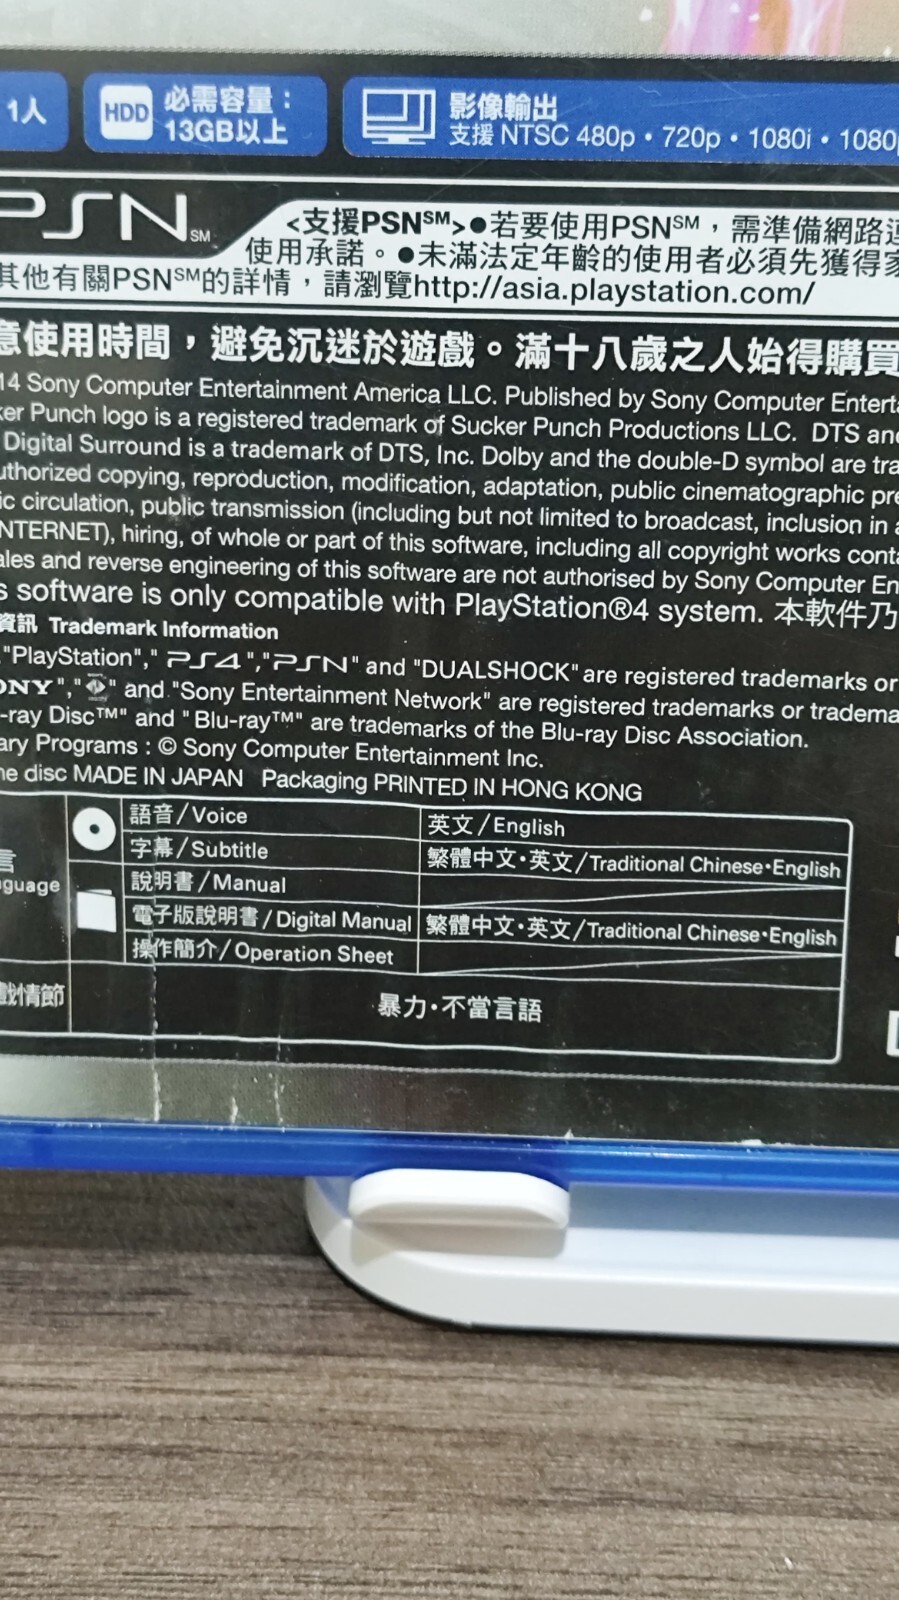 1人
HDD 必需容量：
13GB以上
影像輸出
支援 NTSC 480p・720p・1080i・1080p
PSN SM
<支援PSN℠>●若要使用PSN℠，需準備網路
使用承諾。●未滿法定年齡的使用者必須先獲得
其他有關PSN℠的詳情，請瀏覽http://asia.playstation.com/
意使用時間，避免沉迷於遊戲。滿十八歲之人始得購買
14 Sony Computer Entertainment America LLC. Published by Sony Computer Enterta
ker Punch logo is a registered trademark of Sucker Punch Productions LLC. DTS and
Digital Surround is a trademark of DTS, Inc. Dolby and the double-D symbol are tra
uthorized copying, reproduction, modification, adaptation, public cinematographic pre
ic circulation, public transmission (including but not limited to broadcast, inclusion in a
INTERNET), hiring, of whole or part of this software, including all copyright works conta
ales and reverse engineering of this software are not authorised by Sony Computer En
s software is only compatible with PlayStation®4 system. 本軟件乃
資訊 Trademark Information
"PlayStation", "PS4", "PSN" and "DUALSHOCK" are registered trademarks or
ONY", " " and "Sony Entertainment Network" are registered trademarks or tradema
-ray Disc™" and "Blu-ray™" are trademarks of the Blu-ray Disc Association.
ary Programs : © Sony Computer Entertainment Inc.
he disc MADE IN JAPAN Packaging PRINTED IN HONG KONG
言
nguage
語音/Voice 英文/English
字幕/Subtitle 繁體中文・英文/Traditional Chinese・English
說明書/Manual
電子版說明書/Digital Manual 繁體中文・英文/Traditional Chinese・English
操作簡介/Operation Sheet
戲情節 暴力・不當言語